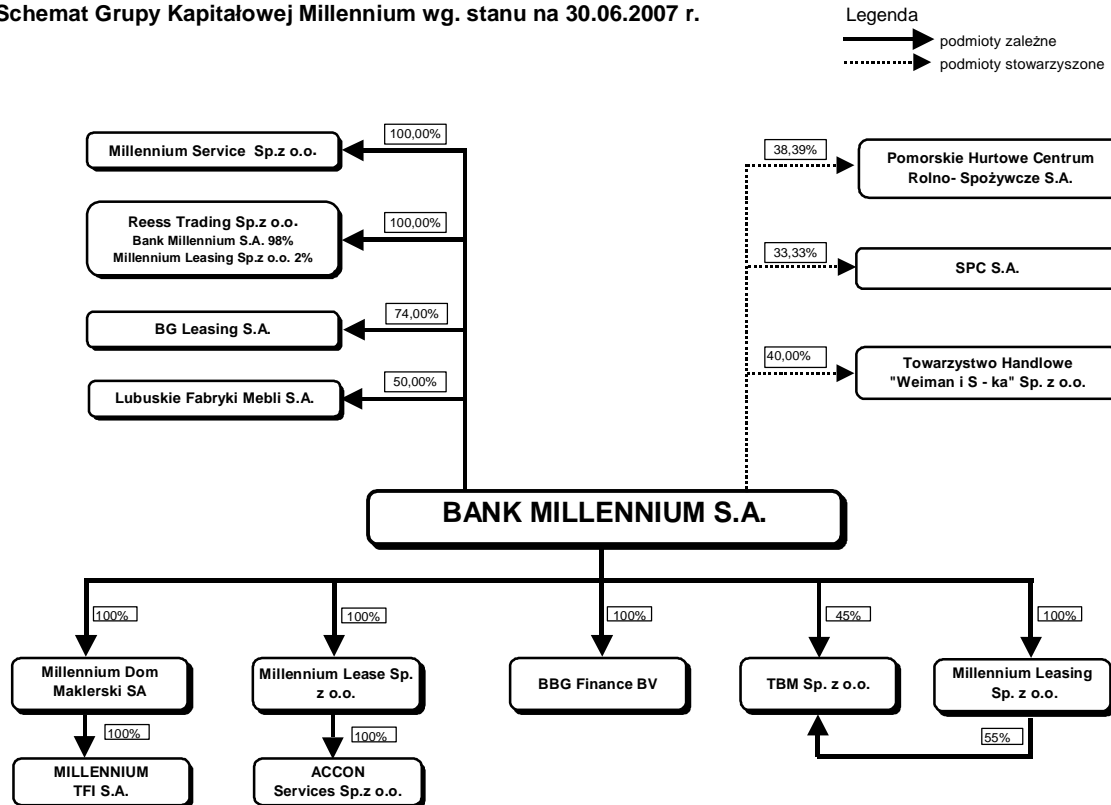 Schemat Grupy Kapitałowej Millennium wg. stanu na 30.06.2007 r.
Legenda
podmioty zależne
podmioty stowarzyszone
100,00%
Millennium Service Sp.z o.o.
100,00%
Reess Trading Sp.z o.o.
Bank Millennium S.A. 98%
Millennium Leasing Sp.z o.o. 2%
74,00%
BG Leasing S.A.
50,00%
Lubuskie Fabryki Mebli S.A.
38,39%
Pomorskie Hurtowe Centrum
Rolno- Spożywcze S.A.
33,33%
SPC S.A.
40,00%
Towarzystwo Handlowe
"Weiman i S - ka" Sp. z o.o.
BANK MILLENNIUM S.A.
100%
100%
100%
45%
100%
Millennium Dom
Maklerski SA
Millennium Lease Sp.
z o.o.
BBG Finance BV
TBM Sp. z o.o.
Millennium Leasing
Sp. z o.o.
100%
100%
55%
MILLENNIUM
TFI S.A.
ACCON
Services Sp.z o.o.